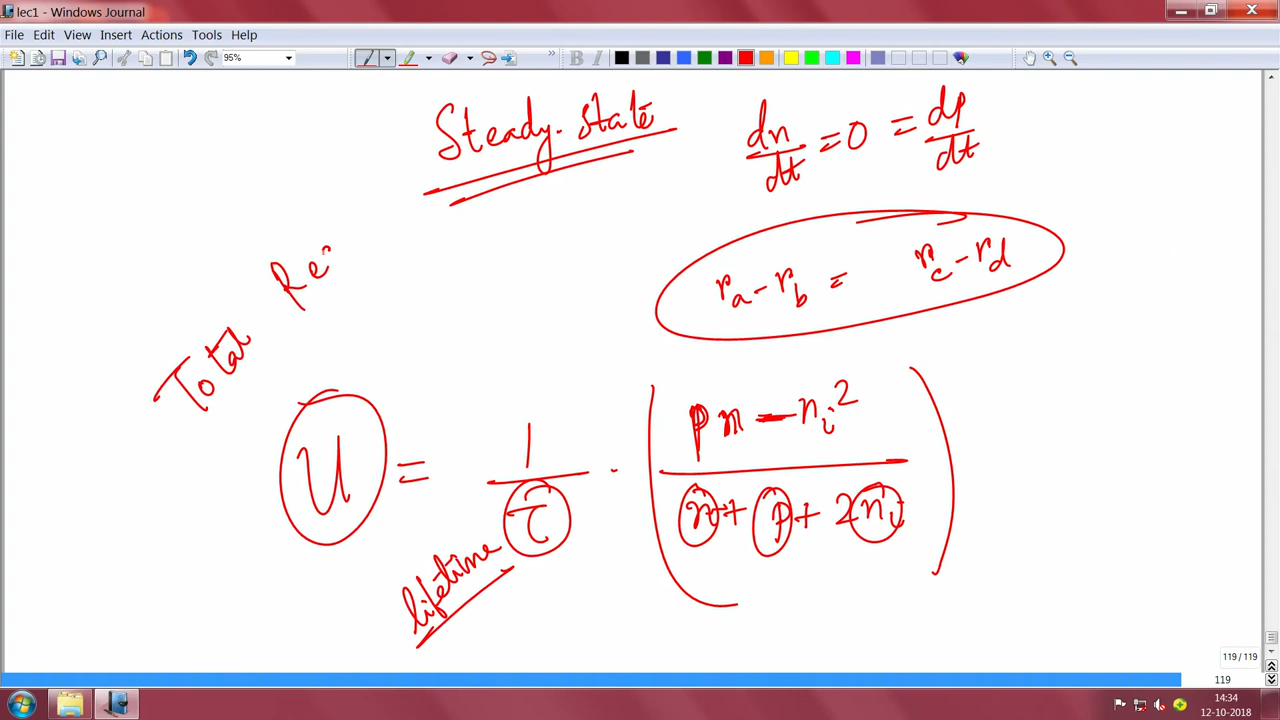 lec1 - Windows Journal
File Edit View Insert Actions Tools Help
95%
Steady-state dn/dt = 0 = dp/dt
r_a - r_b = r_c - r_d
Total Re
U = 1/τ · ( (pn - n_i^2) / (n + p + 2n_i) )
lifetime
119 / 119
119
14:34
12-10-2018